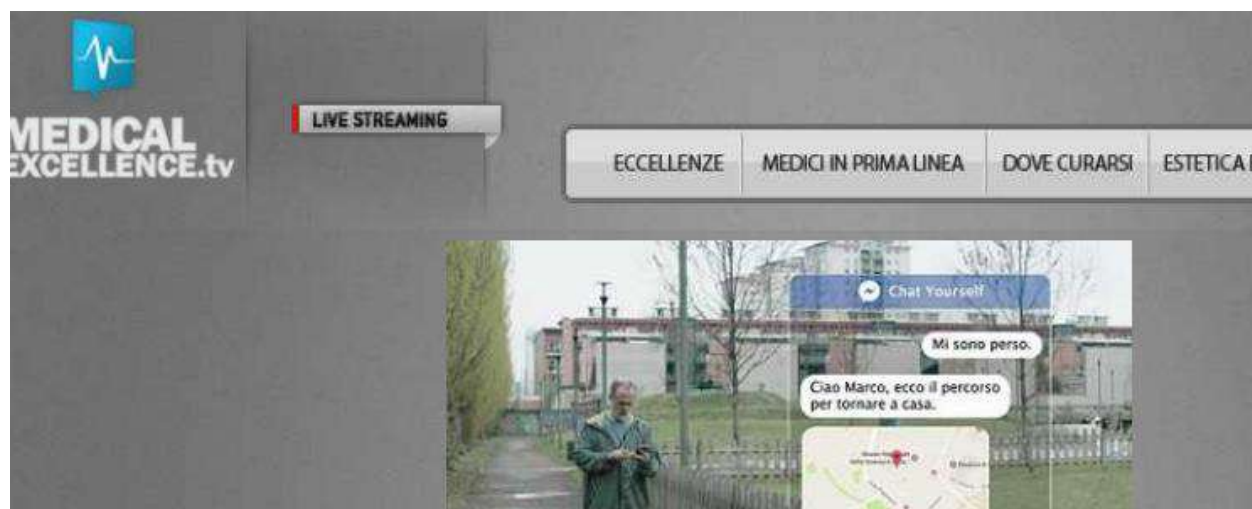 MEDICAL
EXCELLENCE.tv
LIVE STREAMING
ECCELLENZE
MEDICI IN PRIMA LINEA
DOVE CURARSI
ESTETICA
Chat Yourself
Mi sono perso.
Ciao Marco, ecco il percorso
per tornare a casa.